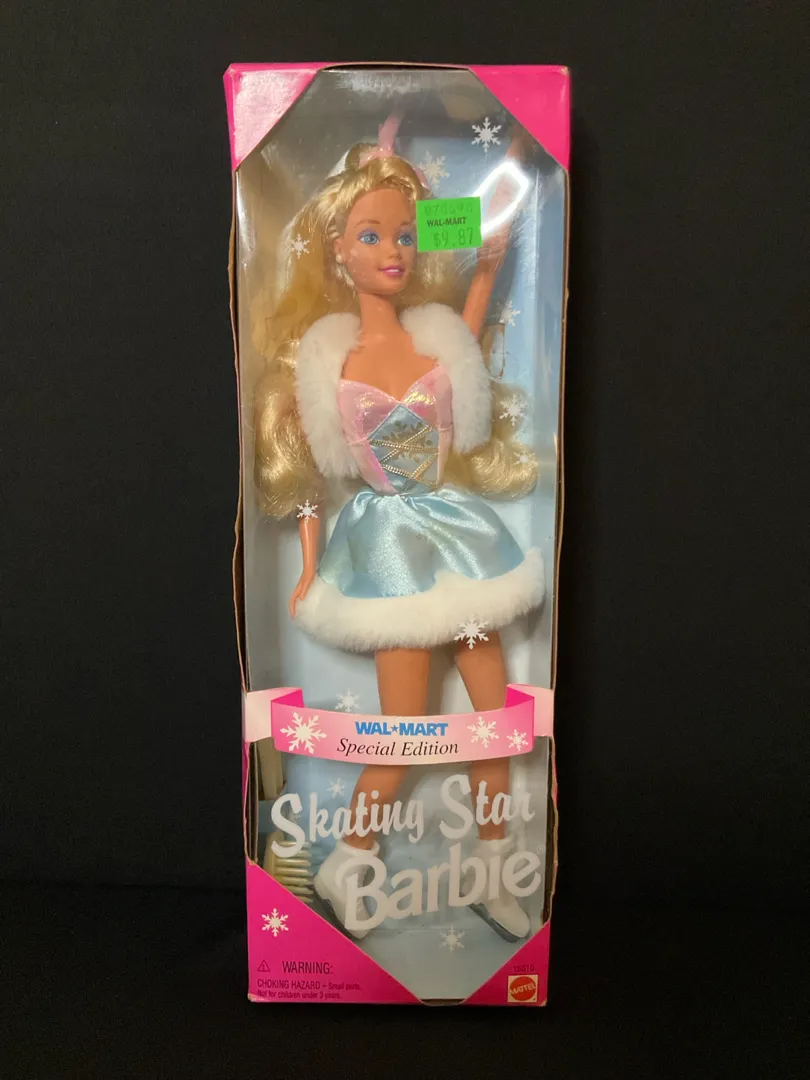 WAL-MART
$9.87
WAL★MART
Special Edition
Skating Star
Barbie
⚠ WARNING:
CHOKING HAZARD – Small parts.
Not for children under 3 years.
MATTEL